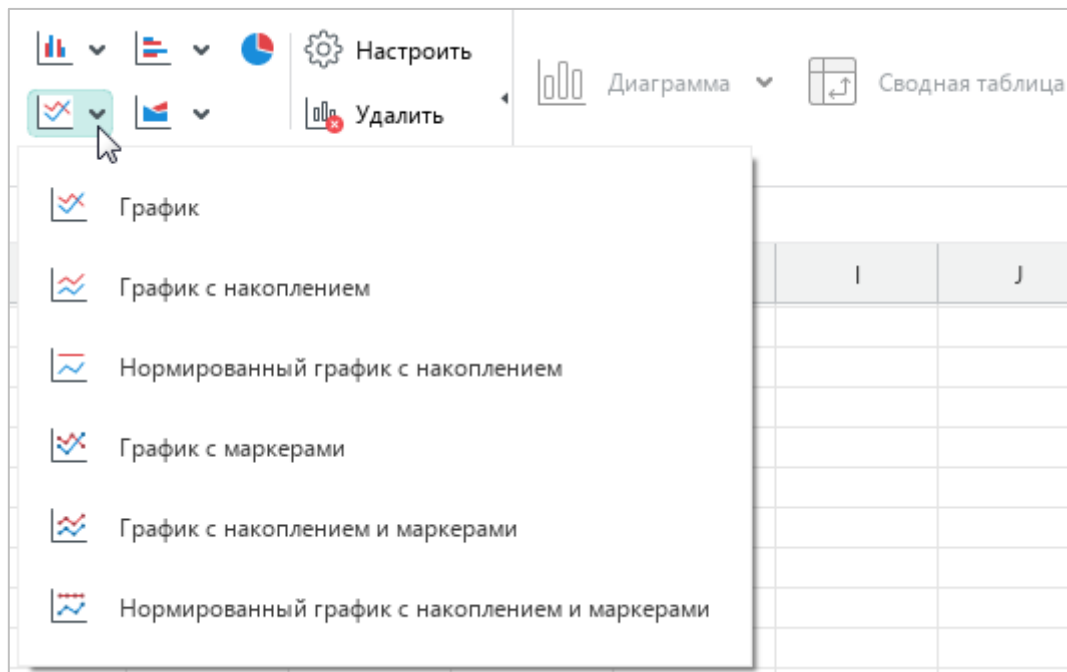 Настроить
Удалить
Диаграмма
Сводная таблица
График
График с накоплением
Нормированный график с накоплением
График с маркерами
График с накоплением и маркерами
Нормированный график с накоплением и маркерами
I
J